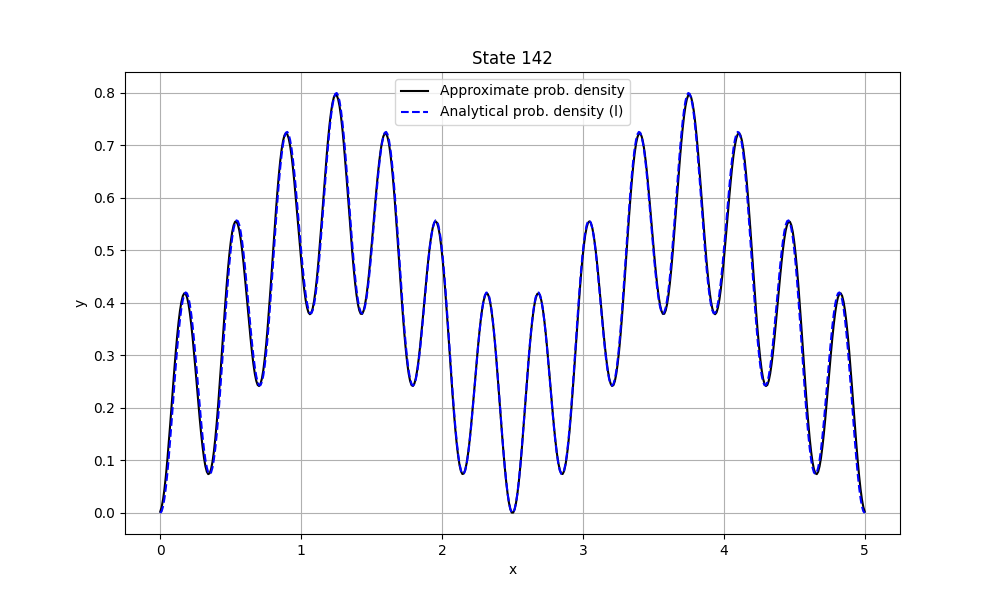 State 142
Approximate prob. density
Analytical prob. density (l)
0.8
0.7
0.6
0.5
0.4
0.3
0.2
0.1
0.0
y
0 1 2 3 4 5
x